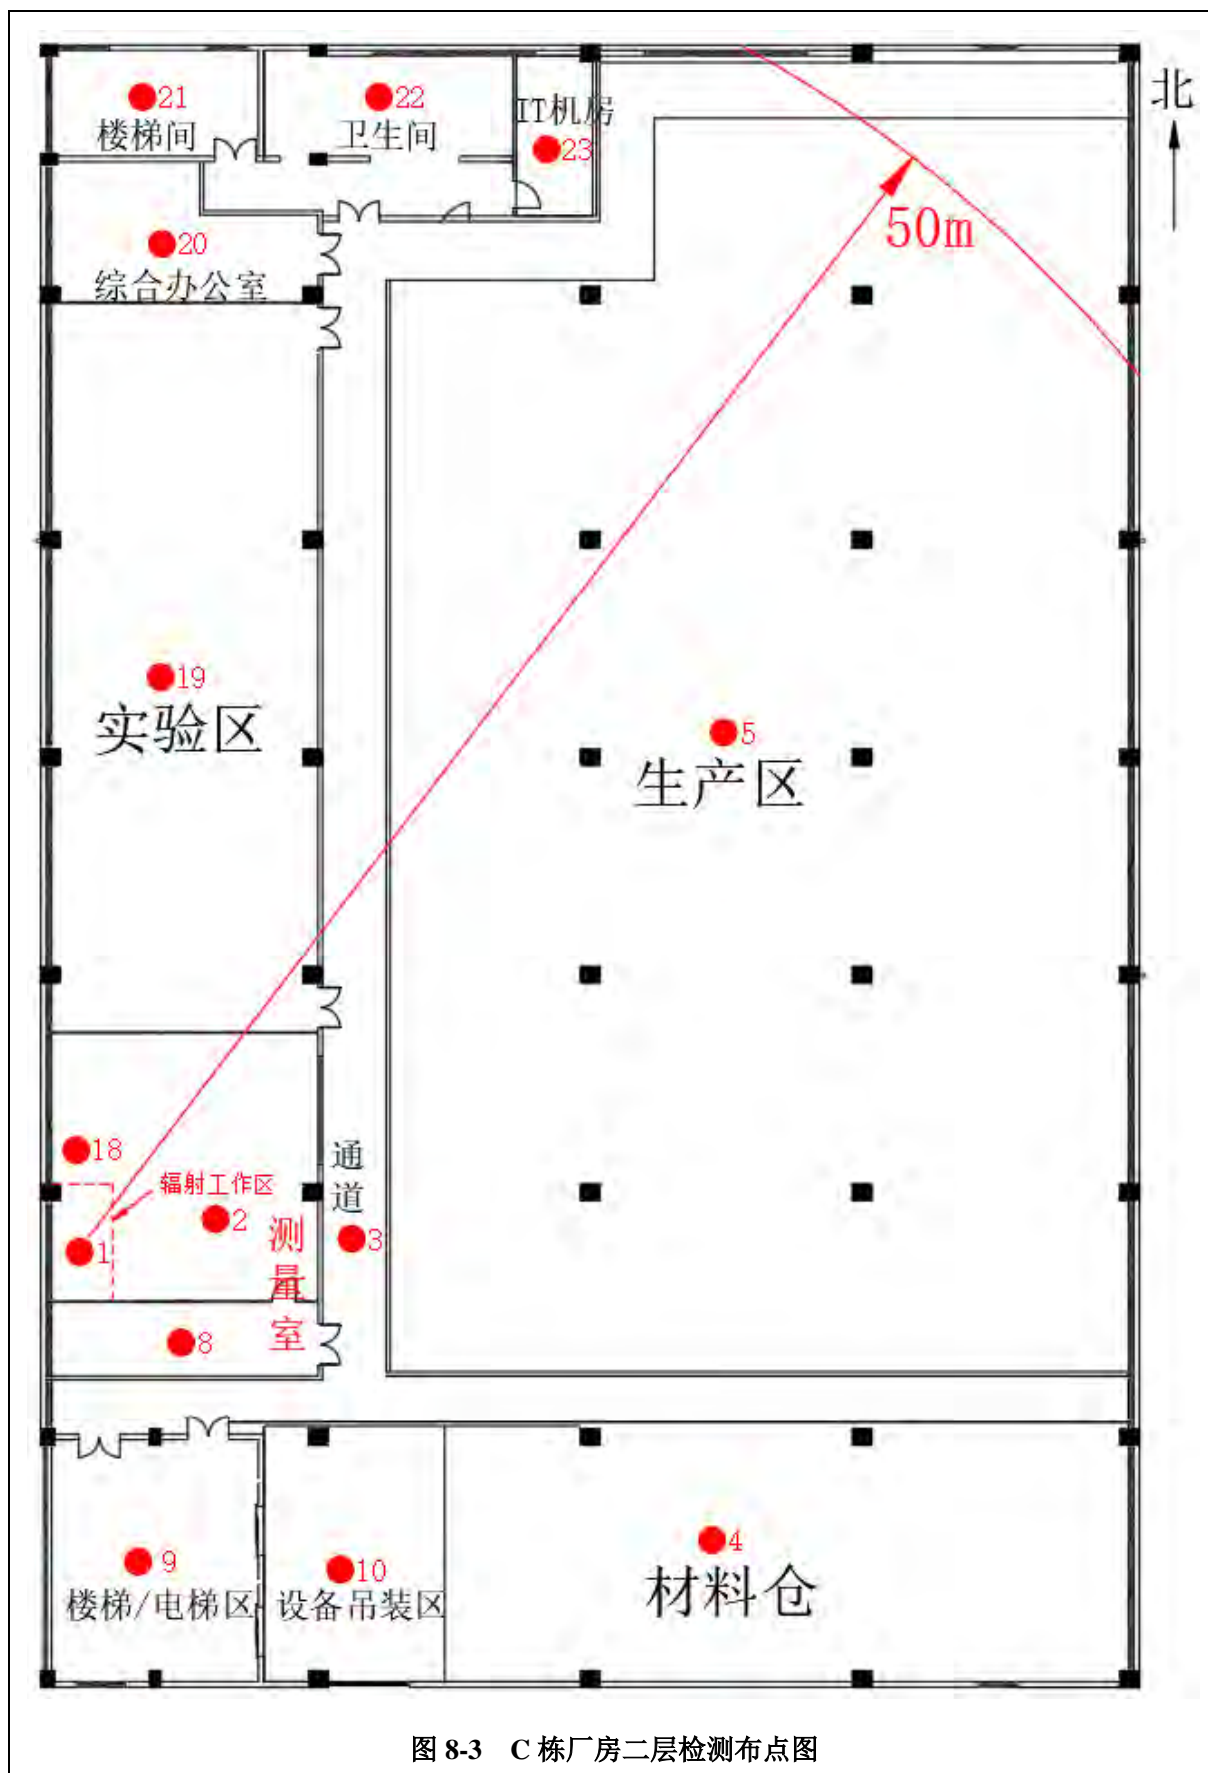 21
楼梯间
22
卫生间
IT机房
23
北
50m
20
综合办公室
19
实验区
5
生产区
18
辐射工作区
通道
2
测量室
3
1
8
9
楼梯/电梯区
10
设备吊装区
4
材料仓
图 8-3 C 栋厂房二层检测布点图